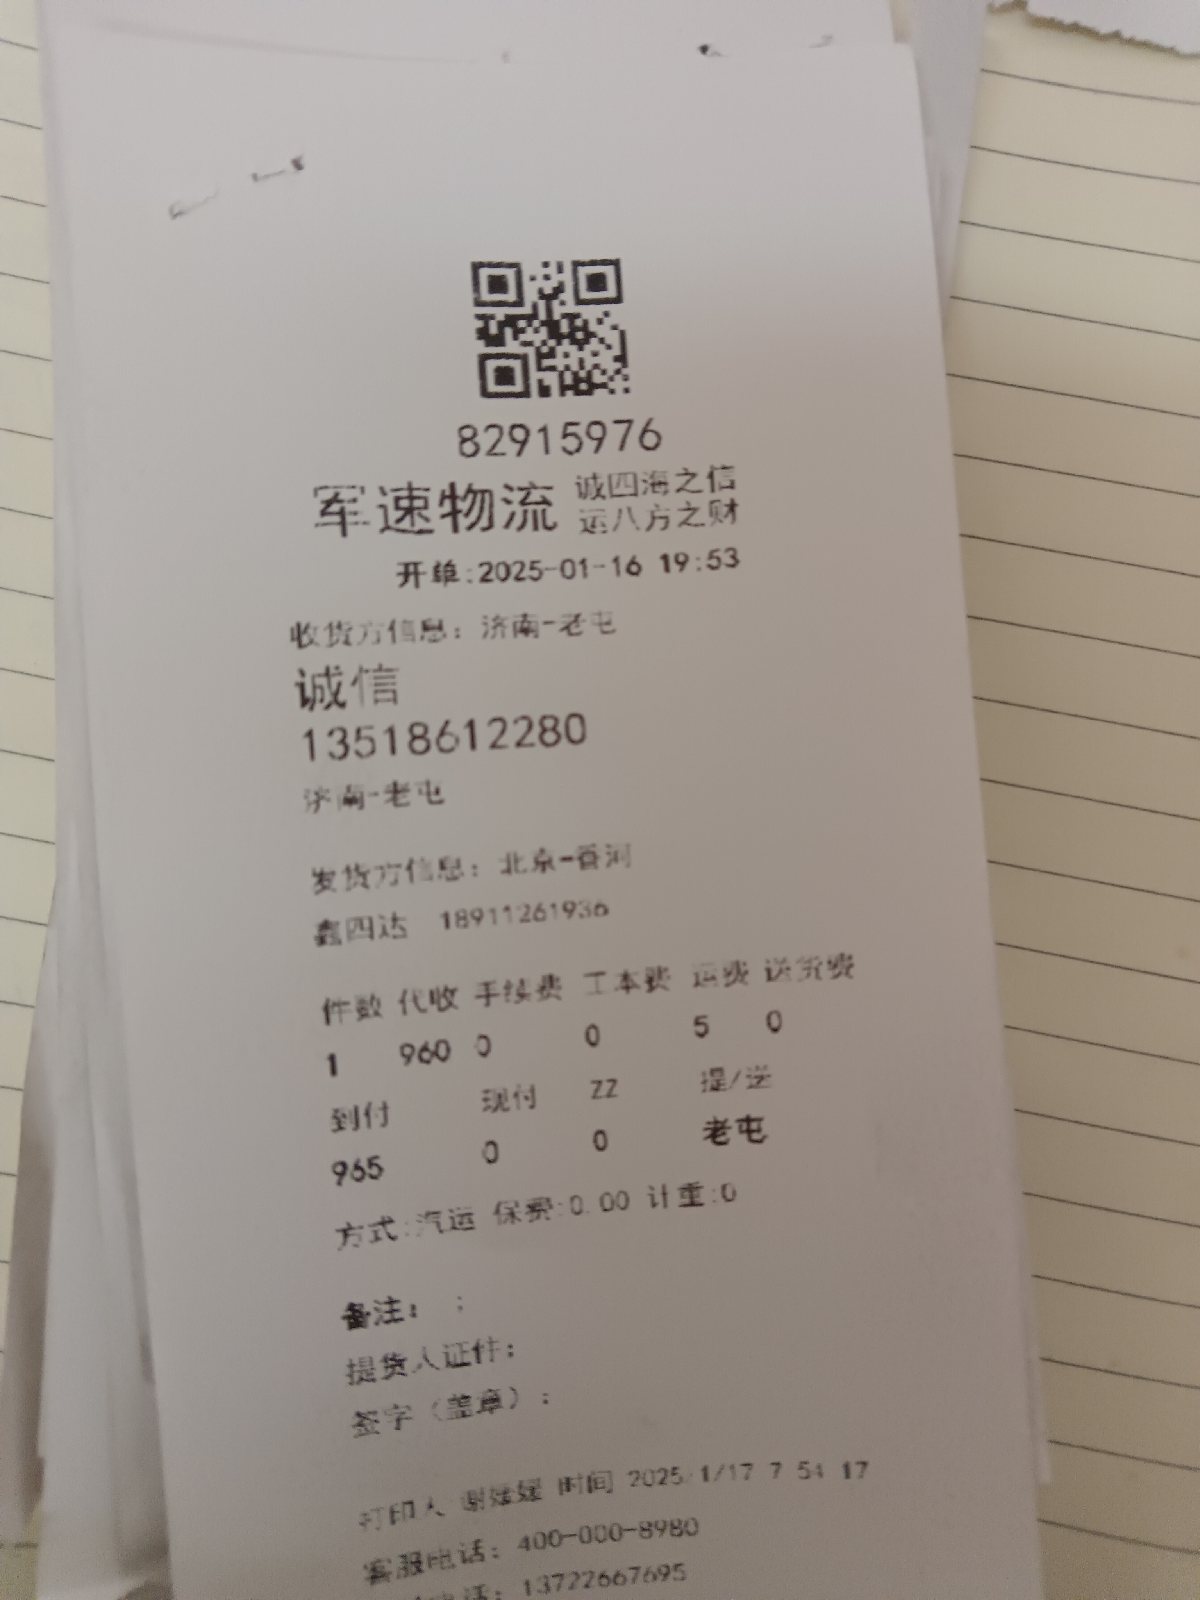 82915976
军速物流 诚四海之信
运八方之财
开单:2025-01-16 19:53
收货方信息：济南-老屯
诚信
13518612280
济南-老屯
发货方信息：北京-香河
鑫四达 18911261936
件数 代收 手续费 工本费 运费 送货费
1 960 0 0 5 0
到付 现付 ZZ 提/送
965 0 0 老屯
方式:汽运 保费:0.00 计重:0
备注： ;
提货人证件：
签字（盖章）：
打印人 谢 时间 2025/1/17 7 54 17
客服电话：400-000-8980
电话：13722667695